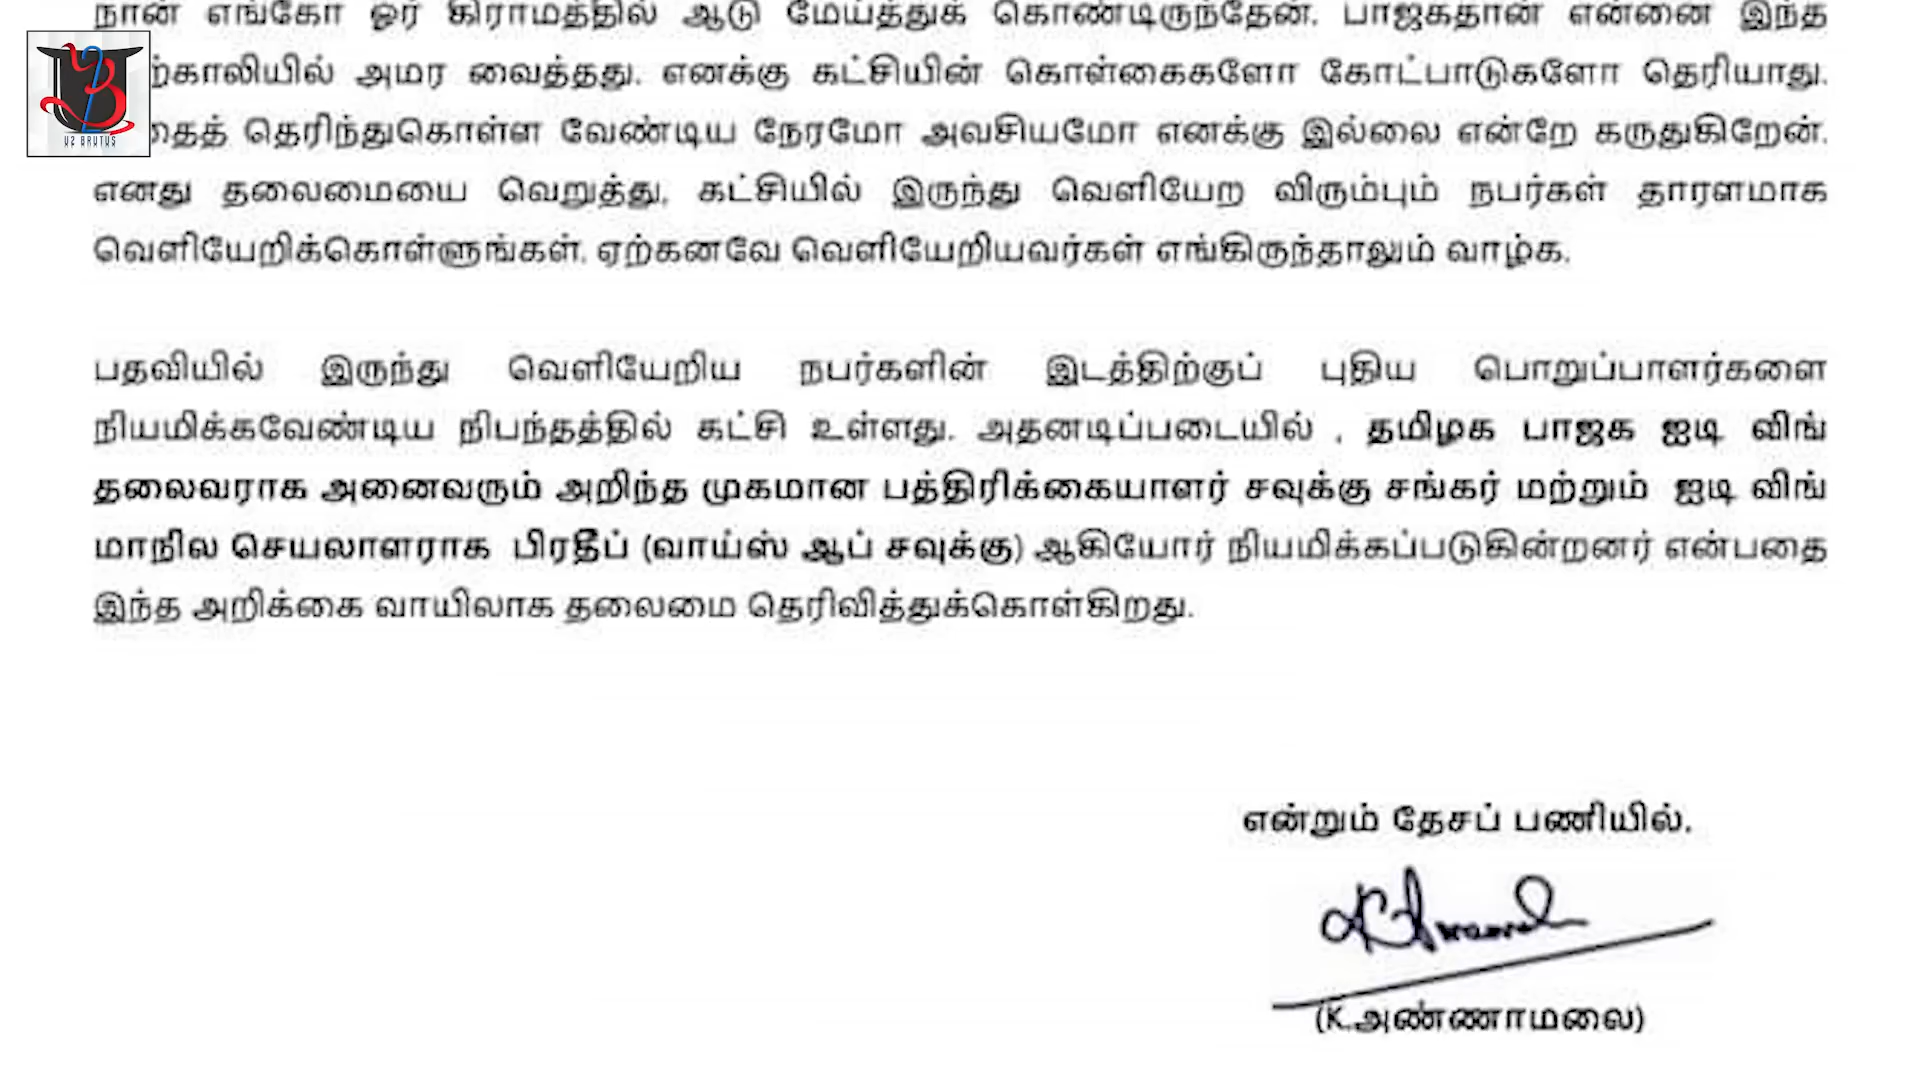 நான் எங்கோ ஓர் கிராமத்தில் ஆடு மேய்த்துக் கொண்டிருந்தேன். பாஜகதான் என்னை இந்த
ற்காலியில் அமர வைத்தது. எனக்கு கட்சியின் கொள்கைகளோ கோட்பாடுகளோ தெரியாது.
தைத் தெரிந்துகொள்ள வேண்டிய நேரமோ அவசியமோ எனக்கு இல்லை என்றே கருதுகிறேன்.
எனது தலைமையை வெறுத்து, கட்சியில் இருந்து வெளியேற விரும்பும் நபர்கள் தாரளமாக
வெளியேறிக்கொள்ளுங்கள். ஏற்கனவே வெளியேறியவர்கள் எங்கிருந்தாலும் வாழ்க.
பதவியில் இருந்து வெளியேறிய நபர்களின் இடத்திற்குப் புதிய பொறுப்பாளர்களை
நியமிக்கவேண்டிய நிபந்தத்தில் கட்சி உள்ளது. அதனடிப்படையில் , தமிழக பாஜக ஐடி விங்
தலைவராக அனைவரும் அறிந்த முகமான பத்திரிக்கையாளர் சவுக்கு சங்கர் மற்றும் ஐடி விங்
மாநில செயலாளராக பிரதீப் (வாய்ஸ் ஆப் சவுக்கு) ஆகியோர் நியமிக்கப்படுகின்றனர் என்பதை
இந்த அறிக்கை வாயிலாக தலைமை தெரிவித்துக்கொள்கிறது.
என்றும் தேசப் பணியில்,
(K.அண்ணாமலை)
U2 BRUTUS